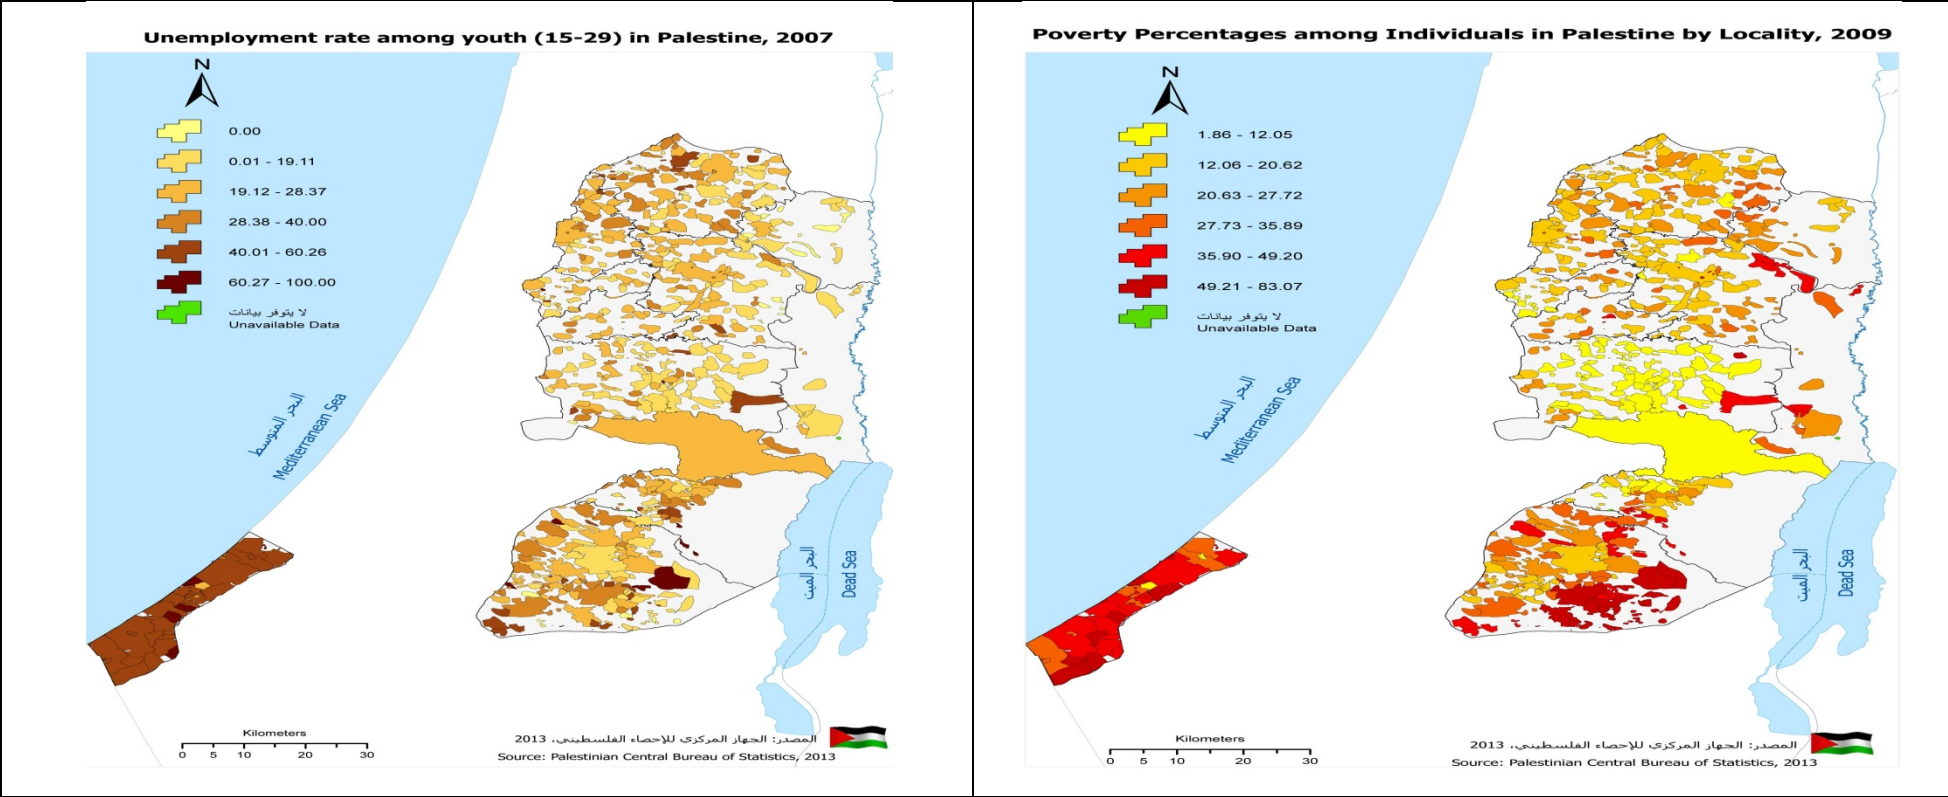 Unemployment rate among youth (15-29) in Palestine, 2007
N
0.00
0.01 - 19.11
19.12 - 28.37
28.38 - 40.00
40.01 - 60.26
60.27 - 100.00
لا يتوفر بيانات
Unavailable Data
البحر المتوسط
Mediterranean Sea
البحر الميت
Dead Sea
Kilometers
0 5 10 20 30
المصدر: الجهاز المركزي للإحصاء الفلسطيني، 2013
Source: Palestinian Central Bureau of Statistics, 2013
Poverty Percentages among Individuals in Palestine by Locality, 2009
N
1.86 - 12.05
12.06 - 20.62
20.63 - 27.72
27.73 - 35.89
35.90 - 49.20
49.21 - 83.07
لا يتوفر بيانات
Unavailable Data
البحر المتوسط
Mediterranean Sea
البحر الميت
Dead Sea
Kilometers
0 5 10 20 30
المصدر: الجهاز المركزي للإحصاء الفلسطيني، 2013
Source: Palestinian Central Bureau of Statistics, 2013